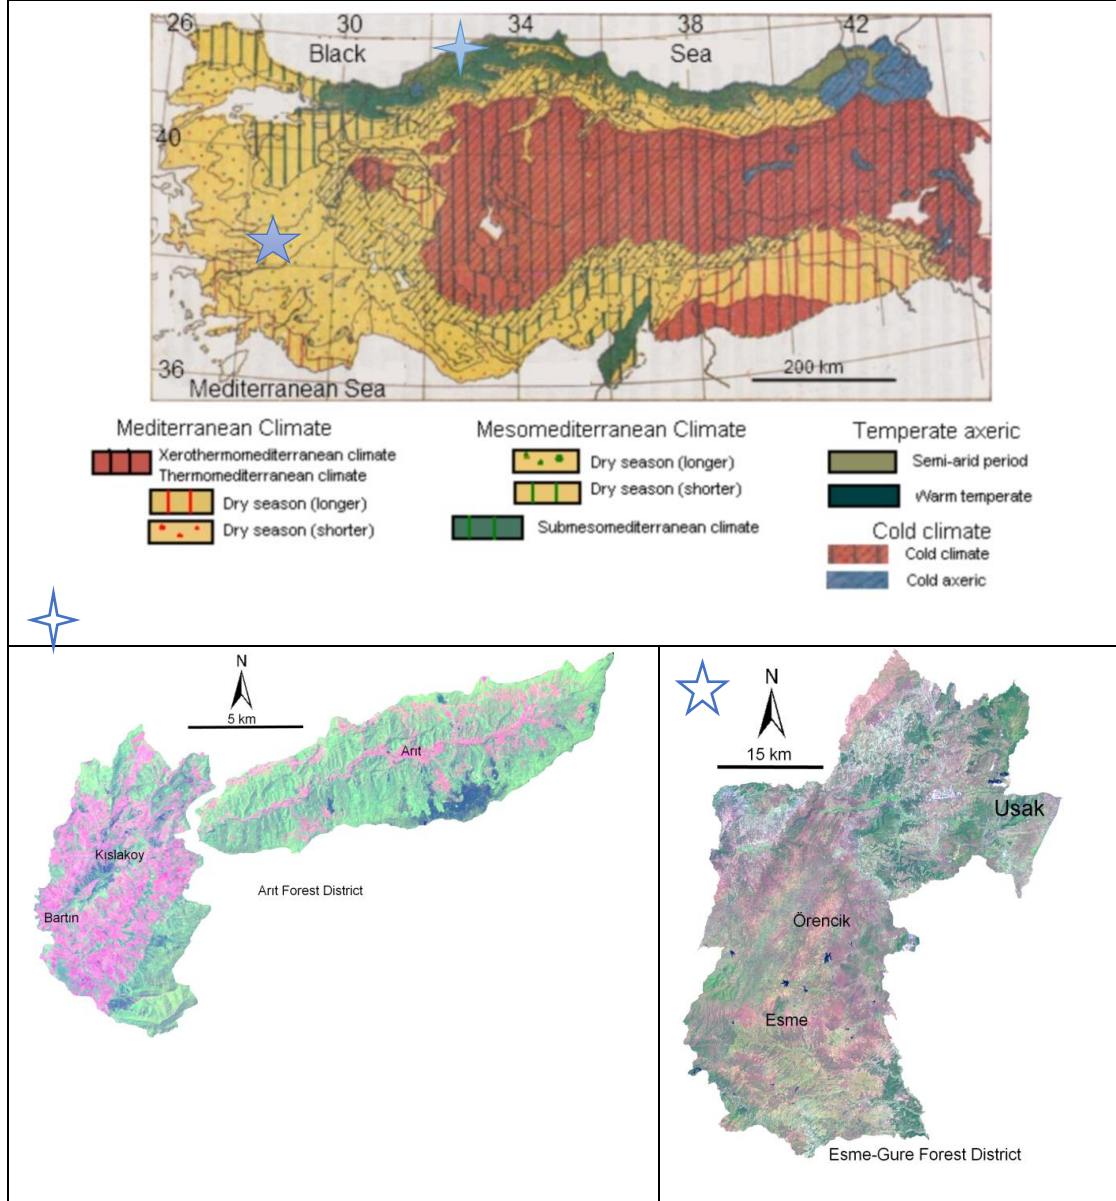 26
30
34
38
42
Black
Sea
40
36
Mediterranean Sea
200 km
Mediterranean Climate
Xerothermomediterranean climate
Thermomediterranean climate
Dry season (longer)
Dry season (shorter)
Mesomediterranean Climate
Dry season (longer)
Dry season (shorter)
Submesomediterranean climate
Temperate axeric
Semi-arid period
Warm temperate
Cold climate
Cold climate
Cold axeric
N
5 km
Arıt
Kıslakoy
Bartın
Arıt Forest District
N
15 km
Usak
Örencik
Esme
Esme-Gure Forest District